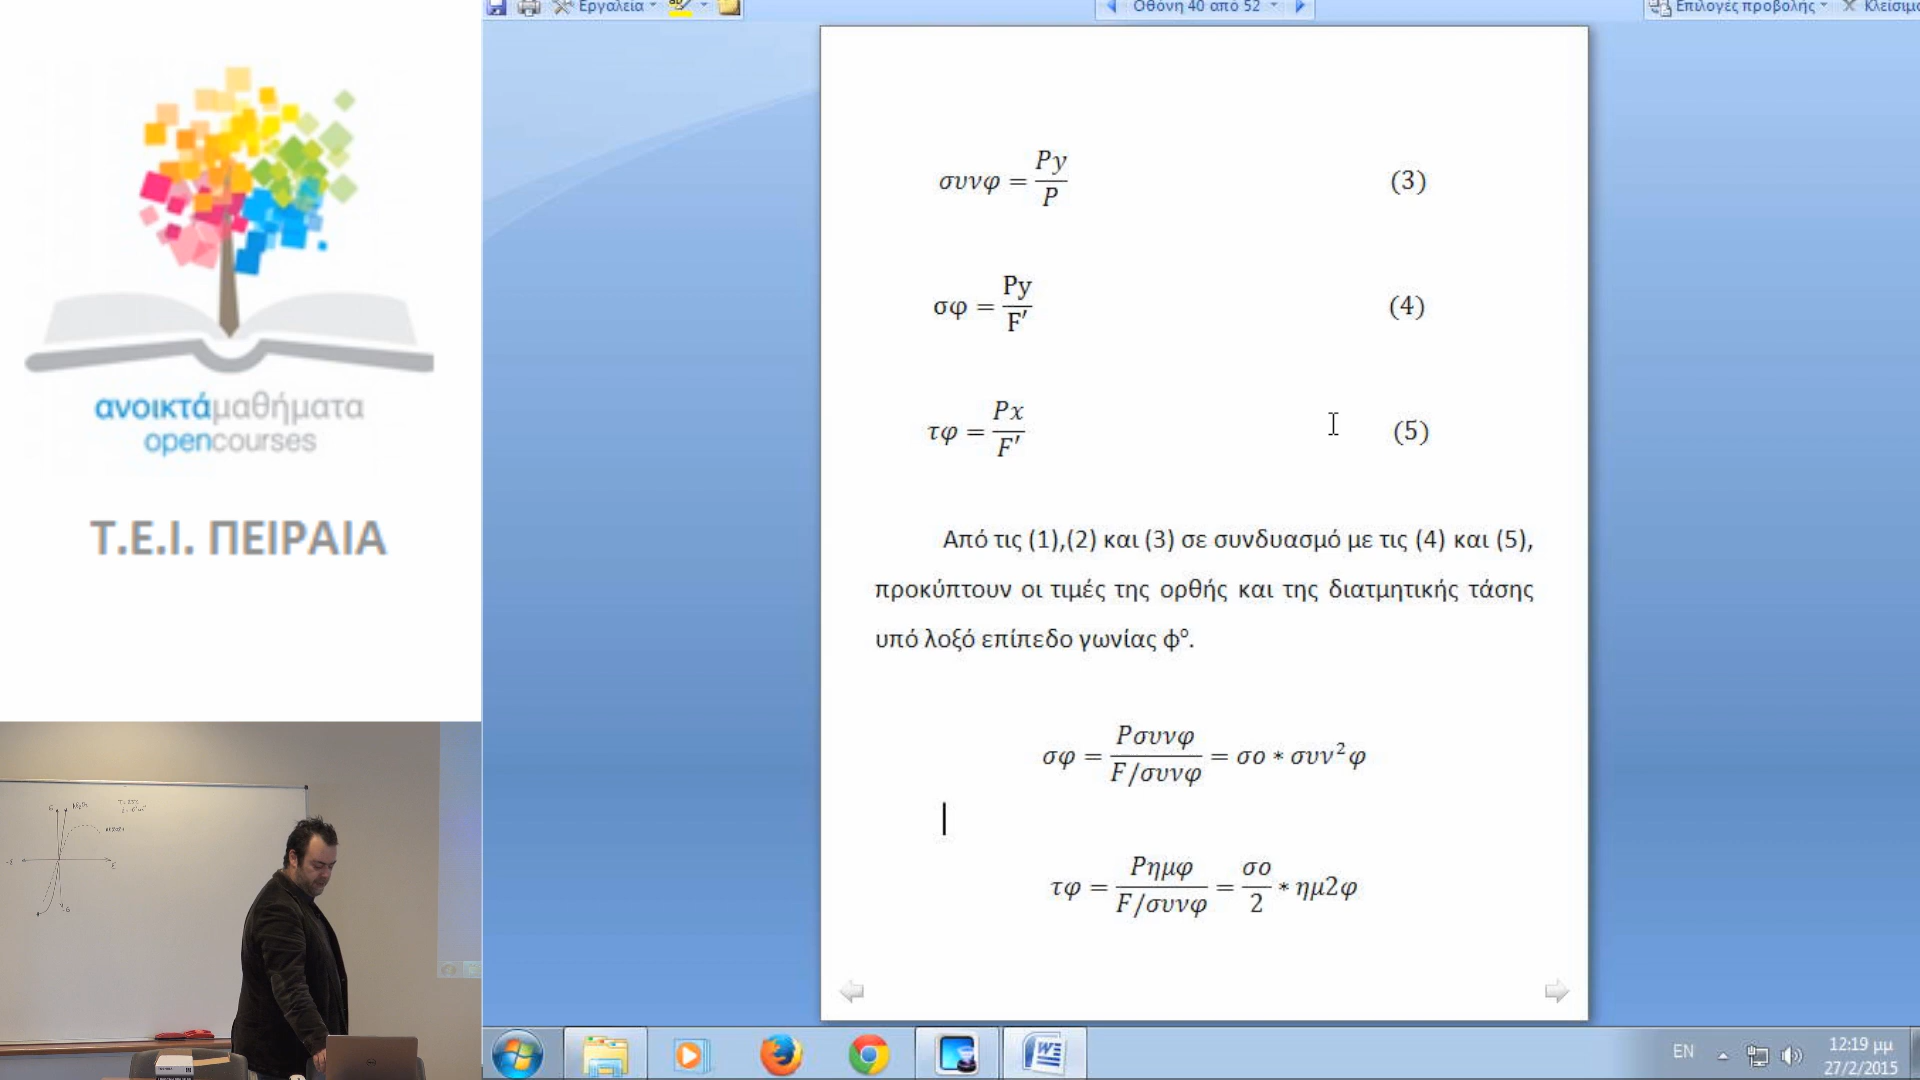 Εργαλεία
Οθόνη 40 από 52
Επιλογές προβολής
ανοικτάμαθήματα
opencourses
Τ.Ε.Ι. ΠΕΙΡΑΙΑ
συνφ = Py/P (3)
σφ = Py/F′ (4)
τφ = Px/F′ (5)
Από τις (1),(2) και (3) σε συνδυασμό με τις (4) και (5),
προκύπτουν οι τιμές της ορθής και της διατμητικής τάσης
υπό λοξό επίπεδο γωνίας φᵒ.
σφ = Pσυνφ / F/συνφ = σο ∗ συν²φ
τφ = Pημφ / F/συνφ = σο/2 ∗ ημ2φ
EN
12:19 μμ
27/2/2015